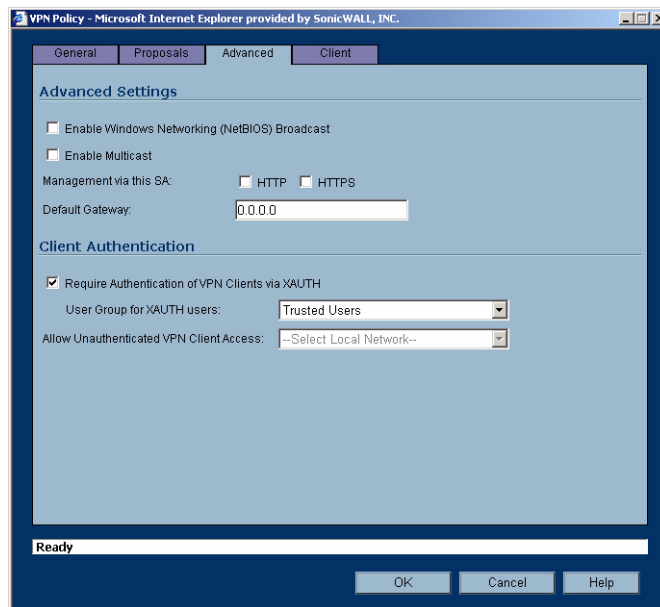 VPN Policy - Microsoft Internet Explorer provided by SonicWALL, INC.
General Proposals Advanced Client
Advanced Settings
Enable Windows Networking (NetBIOS) Broadcast
Enable Multicast
Management via this SA: HTTP HTTPS
Default Gateway: 0.0.0.0
Client Authentication
Require Authentication of VPN Clients via XAUTH
User Group for XAUTH users: Trusted Users
Allow Unauthenticated VPN Client Access: --Select Local Network--
Ready
OK Cancel Help